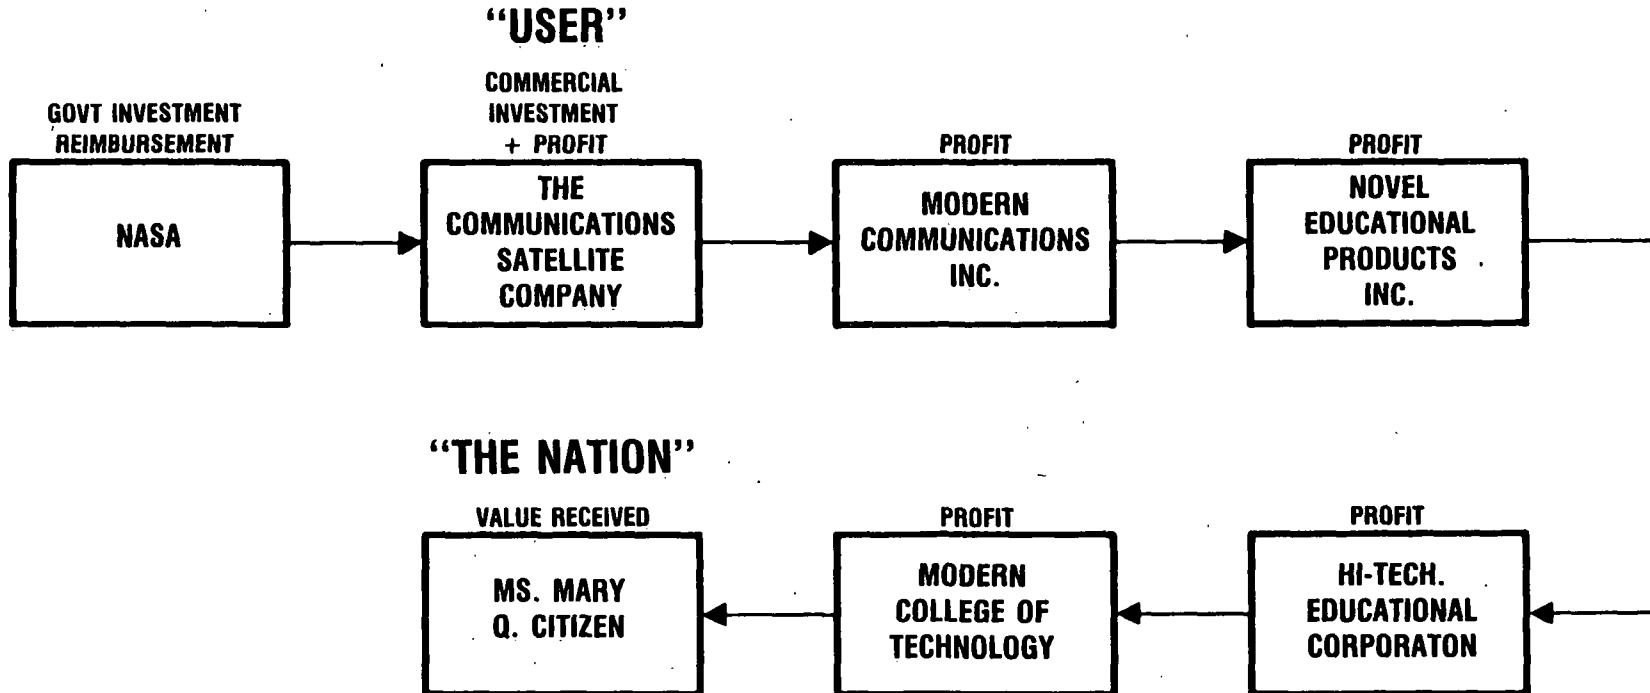 “USER”
GOVT INVESTMENT
REIMBURSEMENT
NASA
COMMERCIAL
INVESTMENT
+ PROFIT
THE
COMMUNICATIONS
SATELLITE
COMPANY
PROFIT
MODERN
COMMUNICATIONS
INC.
PROFIT
NOVEL
EDUCATIONAL
PRODUCTS
INC.
“THE NATION”
VALUE RECEIVED
MS. MARY
Q. CITIZEN
PROFIT
MODERN
COLLEGE OF
TECHNOLOGY
PROFIT
HI-TECH.
EDUCATIONAL
CORPORATON